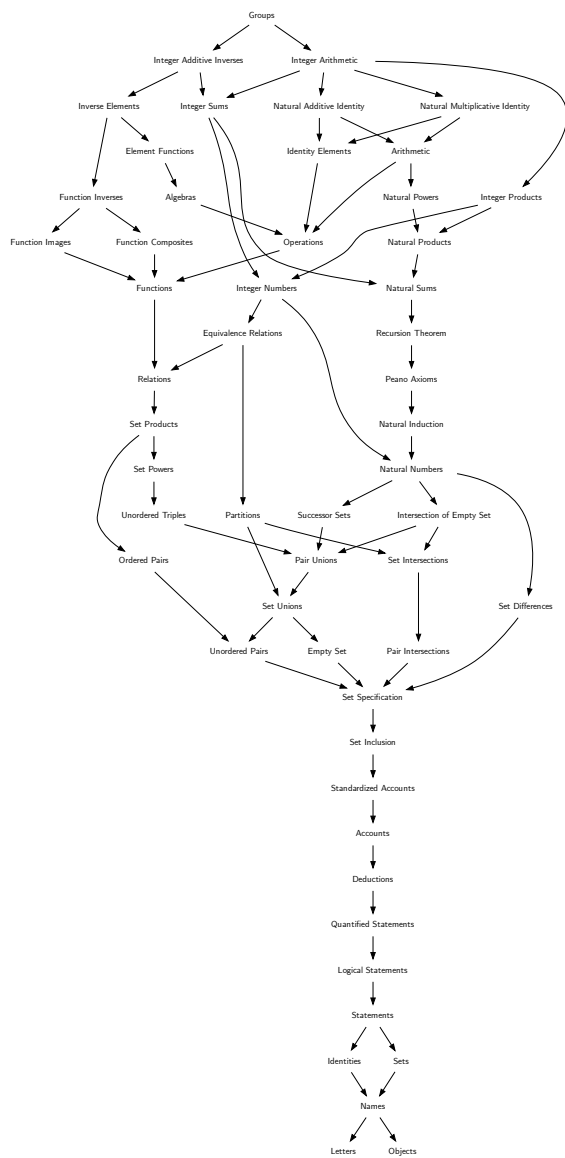 Groups
Integer Additive Inverses
Integer Arithmetic
Inverse Elements
Integer Sums
Natural Additive Identity
Natural Multiplicative Identity
Element Functions
Identity Elements
Arithmetic
Function Inverses
Algebras
Natural Powers
Integer Products
Function Images
Function Composites
Operations
Natural Products
Functions
Integer Numbers
Natural Sums
Equivalence Relations
Recursion Theorem
Relations
Peano Axioms
Set Products
Natural Induction
Set Powers
Natural Numbers
Unordered Triples
Partitions
Successor Sets
Intersection of Empty Set
Ordered Pairs
Pair Unions
Set Intersections
Set Unions
Set Differences
Unordered Pairs
Empty Set
Pair Intersections
Set Specification
Set Inclusion
Standardized Accounts
Accounts
Deductions
Quantified Statements
Logical Statements
Statements
Identities
Sets
Names
Letters
Objects